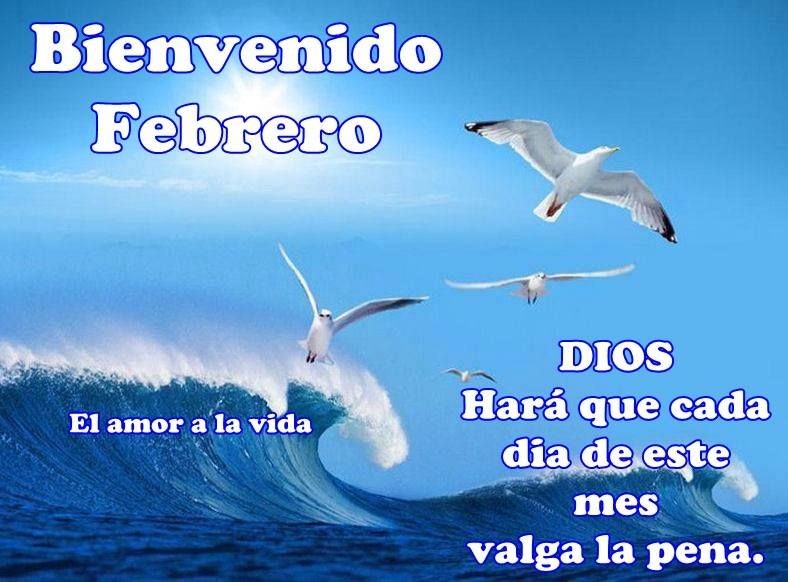 Bienvenido
Febrero
El amor a la vida
DIOS
Hará que cada
dia de este
mes
valga la pena.